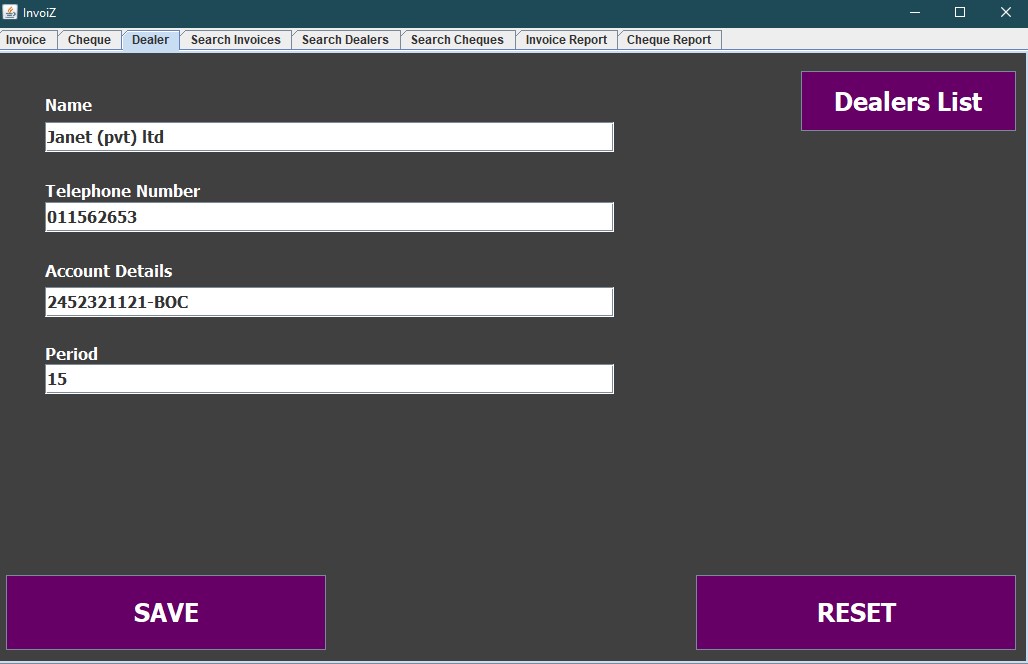 InvoiZ
Invoice Cheque Dealer Search Invoices Search Dealers Search Cheques Invoice Report Cheque Report
Dealers List
Name
Janet (pvt) ltd
Telephone Number
011562653
Account Details
2452321121-BOC
Period
15
SAVE RESET